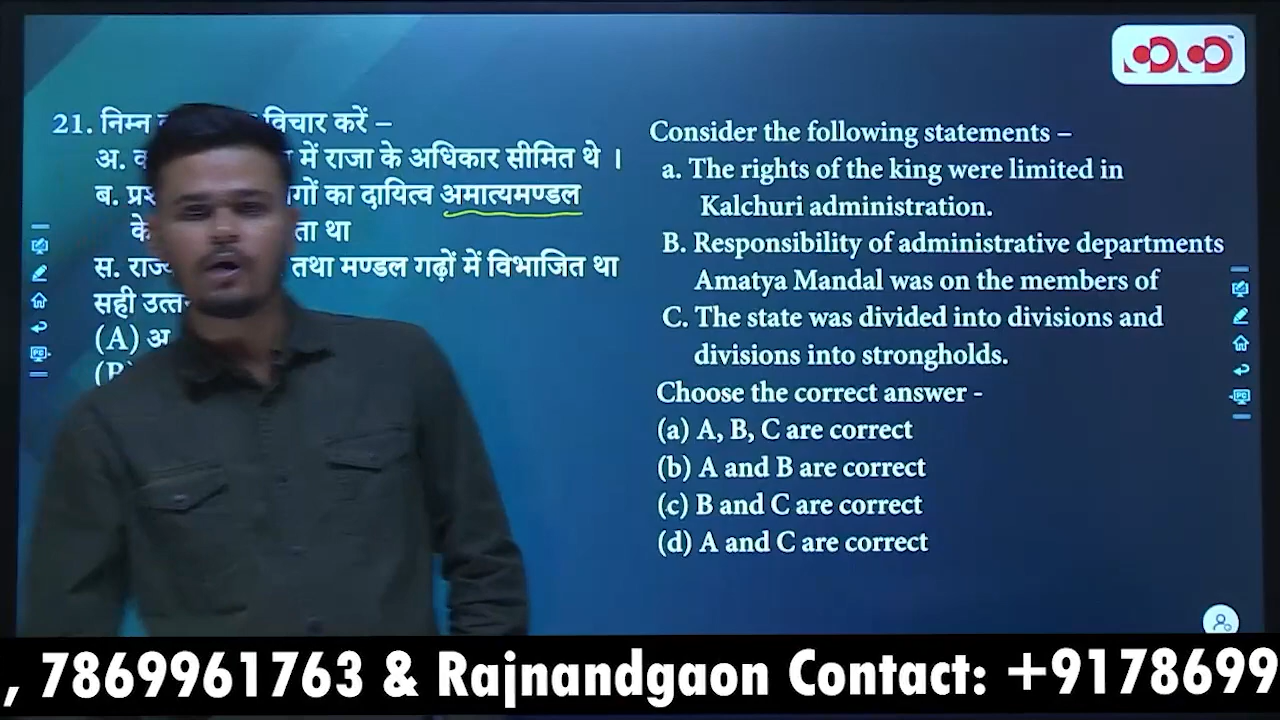 21. निम्न विचार करें –
अ. में राजा के अधिकार सीमित थे ।
ब. का दायित्व अमात्यमण्डल
के ता था
स. तथा मण्डल गढ़ों में विभाजित था
सही
(A) अ
(B)
Consider the following statements –
a. The rights of the king were limited in
Kalchuri administration.
B. Responsibility of administrative departments
Amatya Mandal was on the members of
C. The state was divided into divisions and
divisions into strongholds.
Choose the correct answer -
(a) A, B, C are correct
(b) A and B are correct
(c) B and C are correct
(d) A and C are correct
, 7869961763 & Rajnandgaon Contact: +9178699